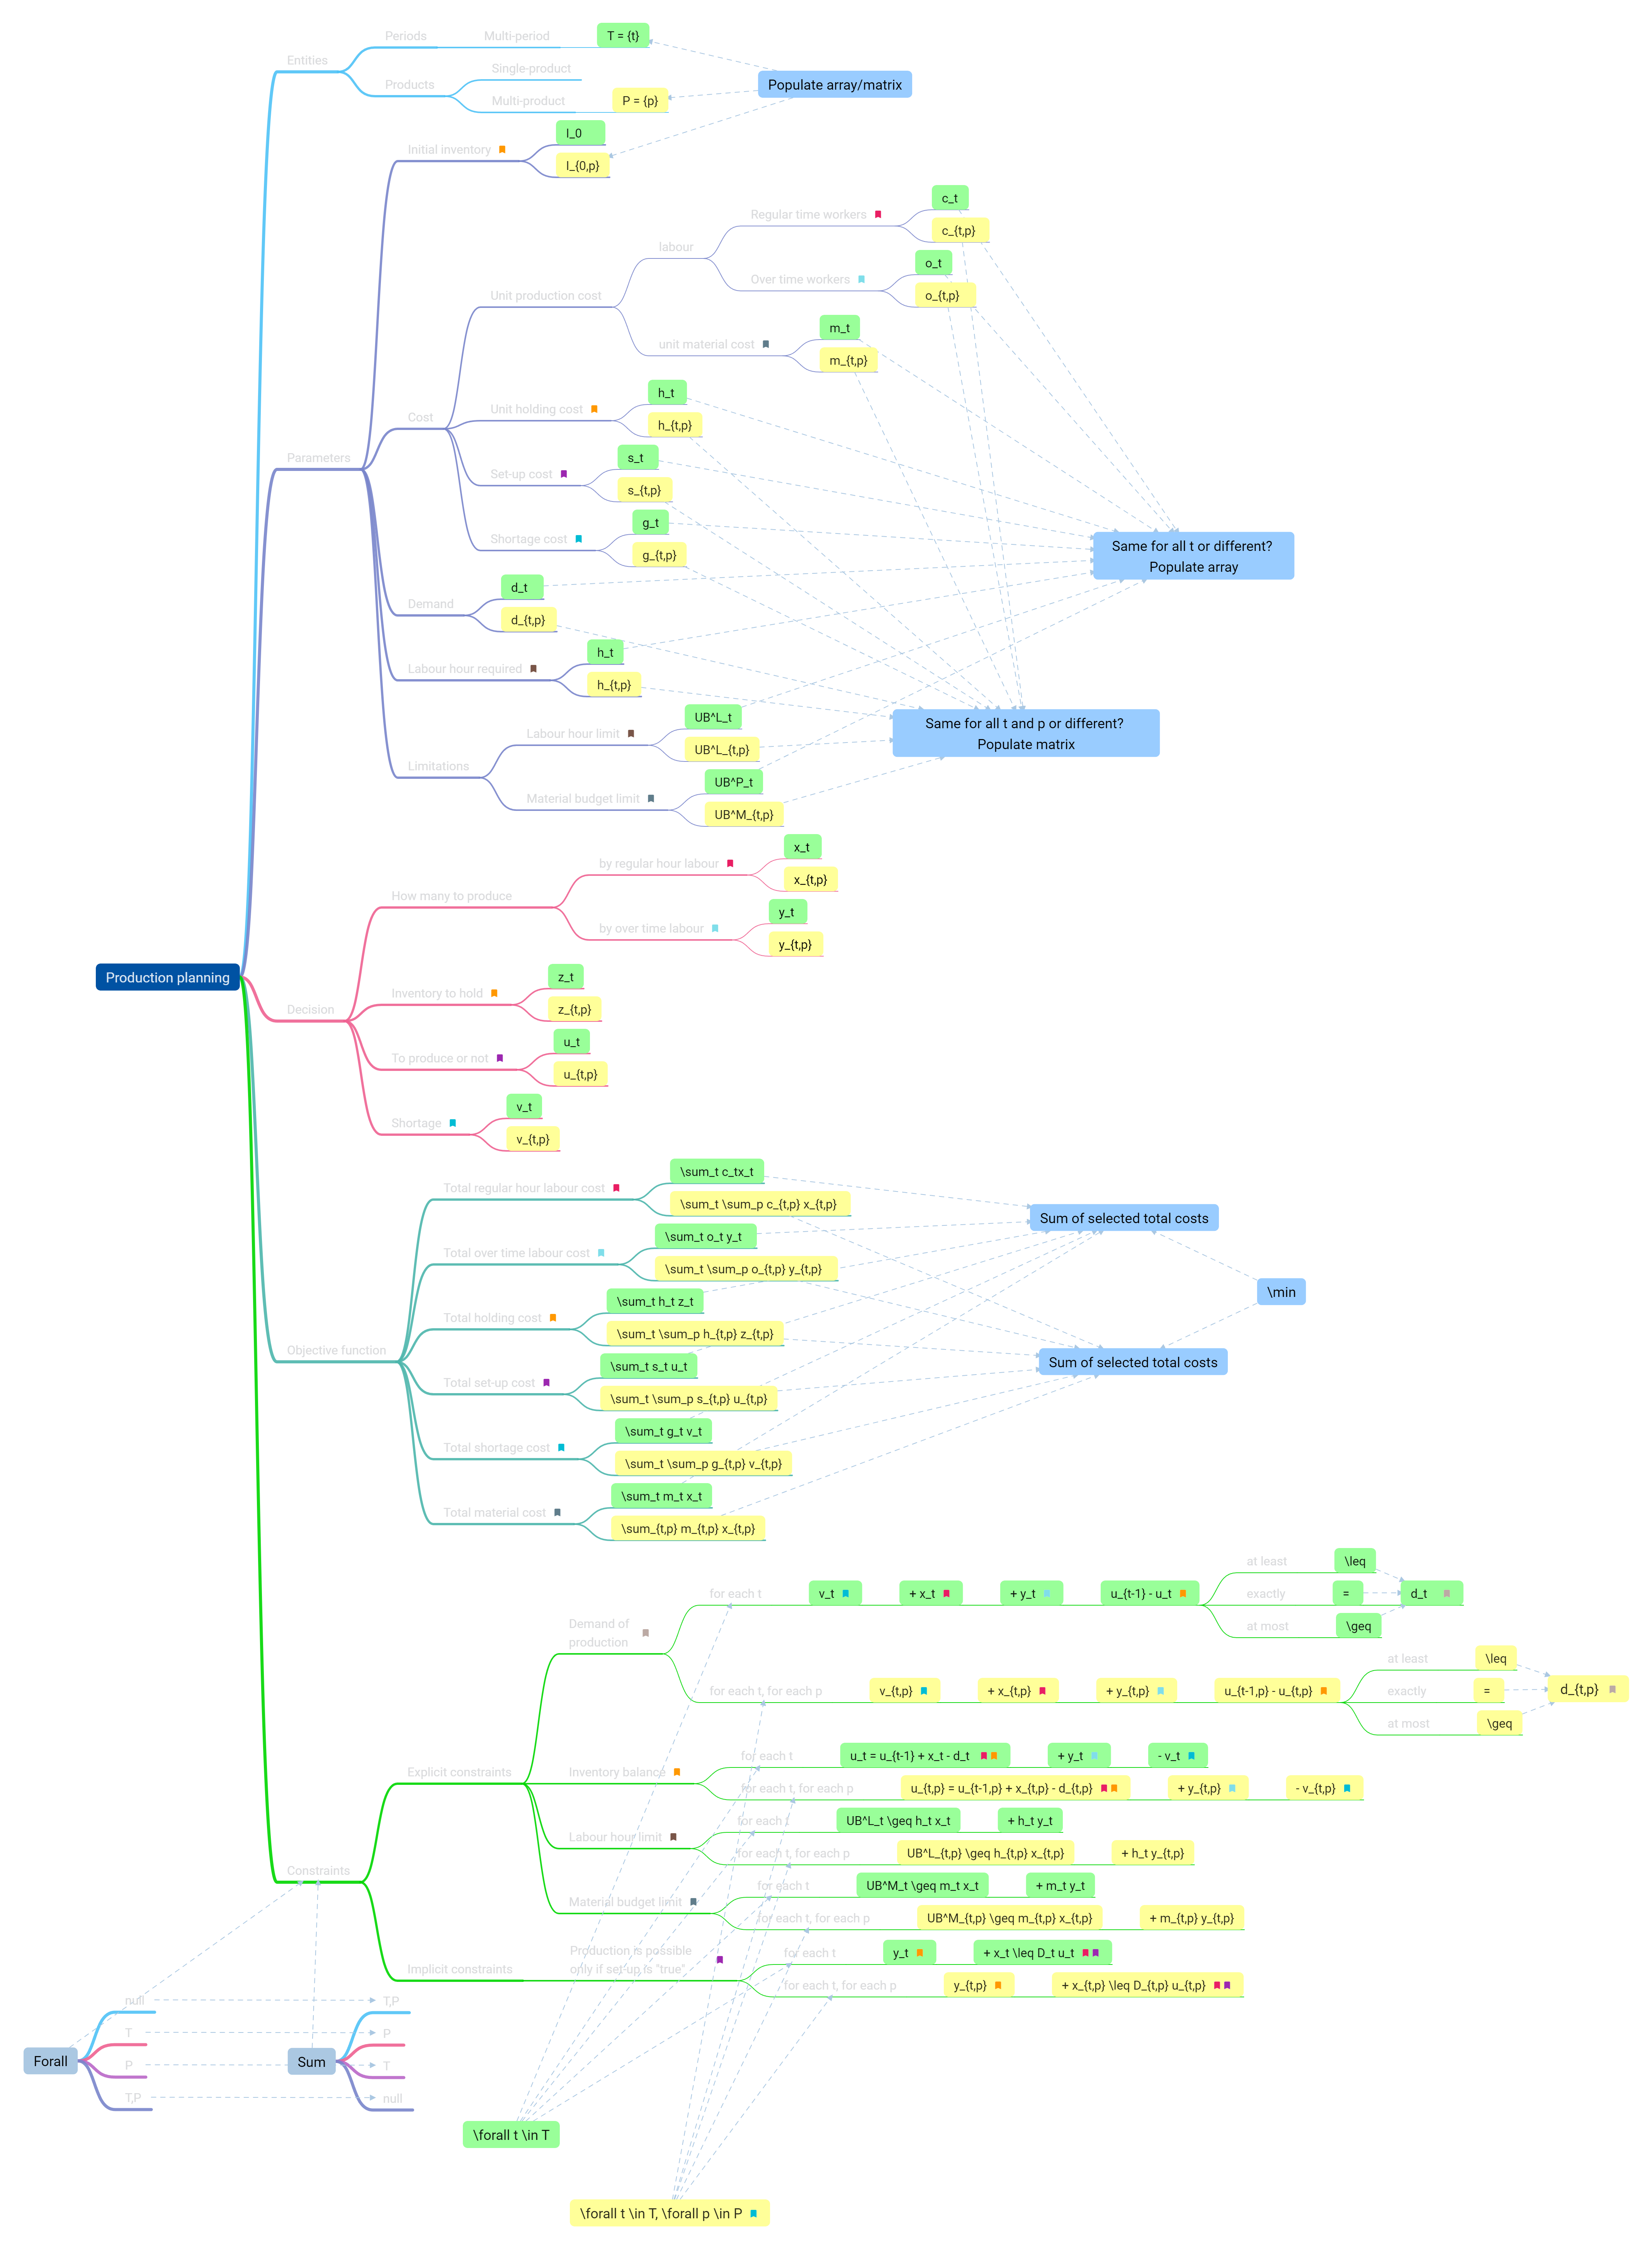 Production planning
Entities
Periods
Multi-period
T = {t}
Products
Single-product
Multi-product
P = {p}
Populate array/matrix
Parameters
Initial inventory
I_0
I_{0,p}
Cost
Unit production cost
labour
Regular time workers
c_t
c_{t,p}
Over time workers
o_t
o_{t,p}
unit material cost
m_t
m_{t,p}
Unit holding cost
h_t
h_{t,p}
Set-up cost
s_t
s_{t,p}
Shortage cost
g_t
g_{t,p}
Demand
d_t
d_{t,p}
Labour hour required
h_t
h_{t,p}
Limitations
Labour hour limit
UB^L_t
UB^L_{t,p}
Material budget limit
UB^P_t
UB^M_{t,p}
Same for all t or different?
Populate array
Same for all t and p or different?
Populate matrix
Decision
How many to produce
by regular hour labour
x_t
x_{t,p}
by over time labour
y_t
y_{t,p}
Inventory to hold
z_t
z_{t,p}
To produce or not
u_t
u_{t,p}
Shortage
v_t
v_{t,p}
Objective function
Total regular hour labour cost
\sum_t c_tx_t
\sum_t \sum_p c_{t,p} x_{t,p}
Total over time labour cost
\sum_t o_t y_t
\sum_t \sum_p o_{t,p} y_{t,p}
Total holding cost
\sum_t h_t z_t
\sum_t \sum_p h_{t,p} z_{t,p}
Total set-up cost
\sum_t s_t u_t
\sum_t \sum_p s_{t,p} u_{t,p}
Total shortage cost
\sum_t g_t v_t
\sum_t \sum_p g_{t,p} v_{t,p}
Total material cost
\sum_t m_t x_t
\sum_{t,p} m_{t,p} x_{t,p}
Sum of selected total costs
\min
Sum of selected total costs
Constraints
Explicit constraints
Demand of
production
for each t
v_t
+ x_t
+ y_t
u_{t-1} - u_t
at least
\leq
exactly
=
at most
\geq
d_t
for each t, for each p
v_{t,p}
+ x_{t,p}
+ y_{t,p}
u_{t-1,p} - u_{t,p}
at least
\leq
exactly
=
at most
\geq
d_{t,p}
Inventory balance
for each t
u_t = u_{t-1} + x_t - d_t
+ y_t
- v_t
for each t, for each p
u_{t,p} = u_{t-1,p} + x_{t,p} - d_{t,p}
+ y_{t,p}
- v_{t,p}
Labour hour limit
for each t
UB^L_t \geq h_t x_t
+ h_t y_t
for each t, for each p
UB^L_{t,p} \geq h_{t,p} x_{t,p}
+ h_t y_{t,p}
Material budget limit
for each t
UB^M_t \geq m_t x_t
+ m_t y_t
for each t, for each p
UB^M_{t,p} \geq m_{t,p} x_{t,p}
+ m_{t,p} y_{t,p}
Implicit constraints
Production is possible
only if set-up is "true"
for each t
y_t
+ x_t \leq D_t u_t
for each t, for each p
y_{t,p}
+ x_{t,p} \leq D_{t,p} u_{t,p}
Forall
null
T
P
T,P
Sum
T,P
P
T
null
\forall t \in T
\forall t \in T, \forall p \in P